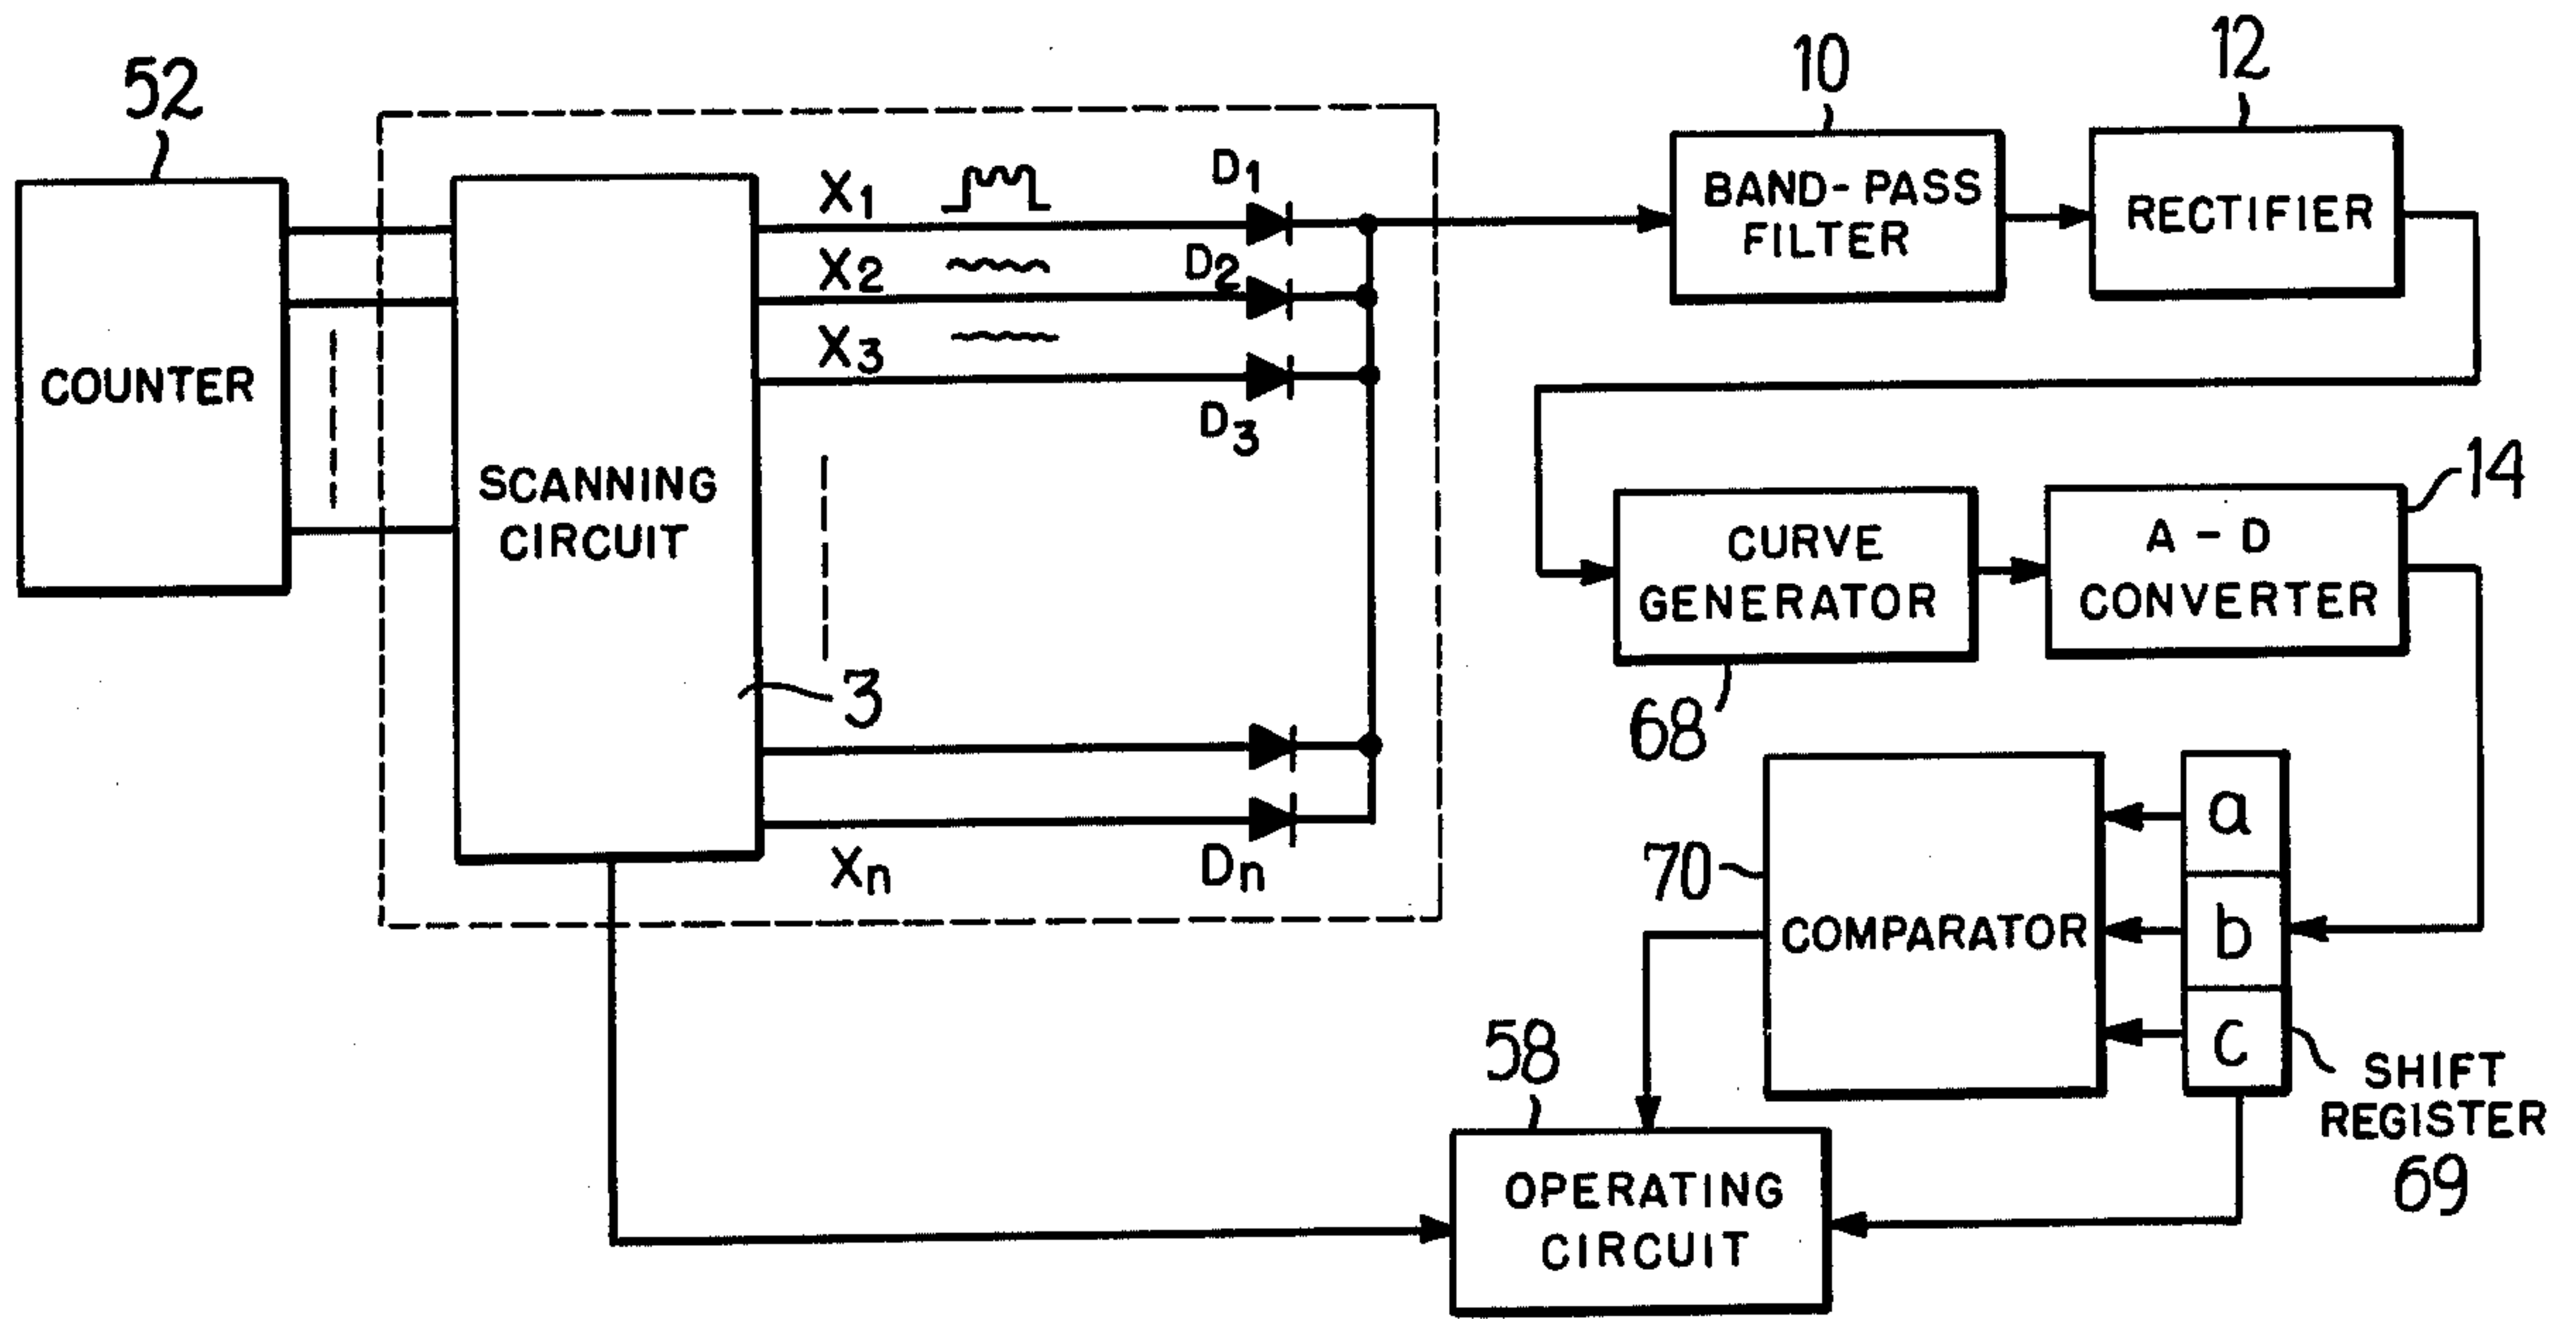 52
COUNTER
SCANNING
CIRCUIT
3
X1
D1
X2
D2
X3
D3
Xn
Dn
10
BAND-PASS
FILTER
12
RECTIFIER
CURVE
GENERATOR
68
A-D
CONVERTER
14
70
COMPARATOR
a
b
c
SHIFT
REGISTER
69
58
OPERATING
CIRCUIT